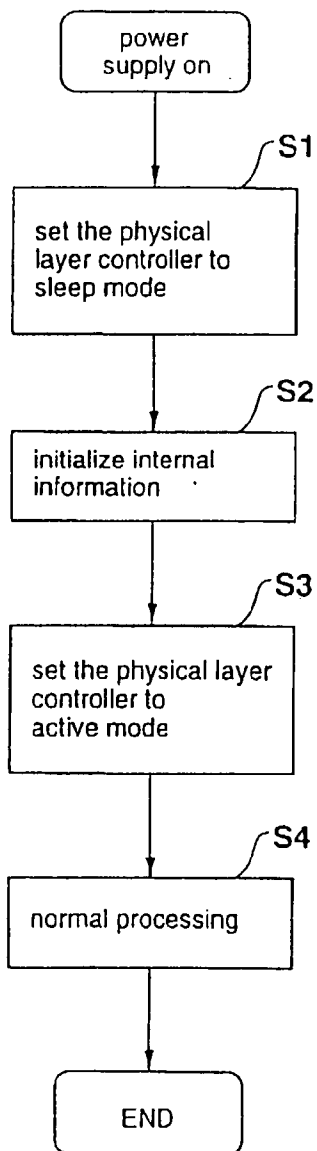 power
supply on
S1
set the physical
layer controller to
sleep mode
S2
initialize internal
information
S3
set the physical layer
controller to
active mode
S4
normal processing
END